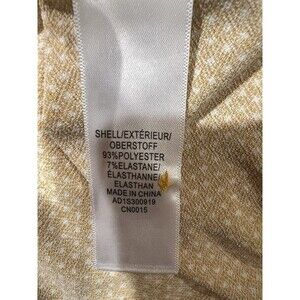 SHELL/EXTÉRIEUR/
OBERSTOFF
93%POLYESTER
7%ELASTANE/
ÉLASTHANNE/
ELASTHAN
MADE IN CHINA
AD1S300919
CN0015